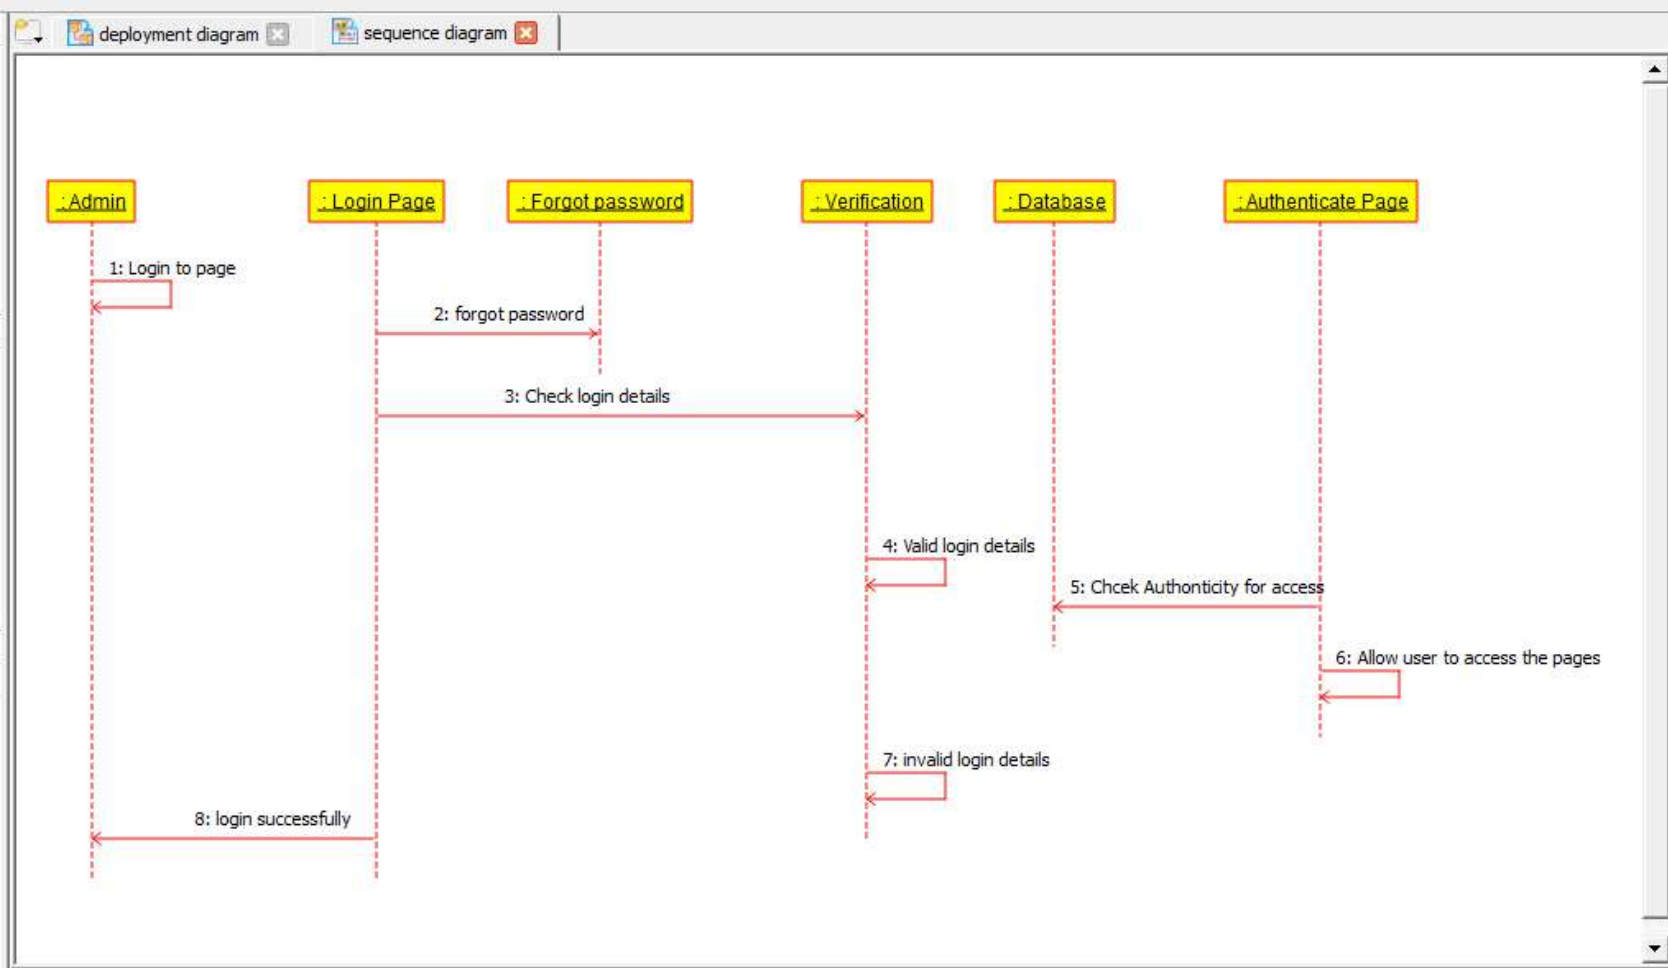 deployment diagram
sequence diagram
: Admin
: Login Page
: Forgot password
: Verification
: Database
: Authenticate Page
1: Login to page
2: forgot password
3: Check login details
4: Valid login details
5: Chcek Authonticity for access
6: Allow user to access the pages
7: invalid login details
8: login successfully